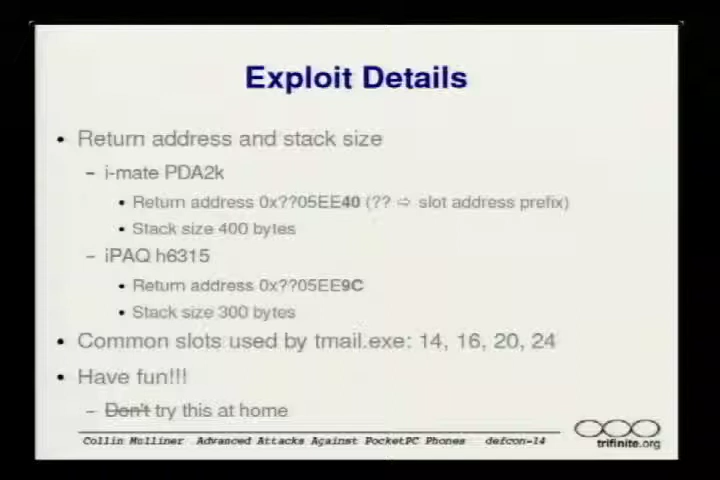 Exploit Details
• Return address and stack size
– i-mate PDA2k
• Return address 0x??05EE40 (?? ⇨ slot address prefix)
• Stack size 400 bytes
– iPAQ h6315
• Return address 0x??05EE9C
• Stack size 300 bytes
• Common slots used by tmail.exe: 14, 16, 20, 24
• Have fun!!!
– Don't try this at home
Collin Mulliner Advanced Attacks Against PocketPC Phones defcon-14
trifinite.org